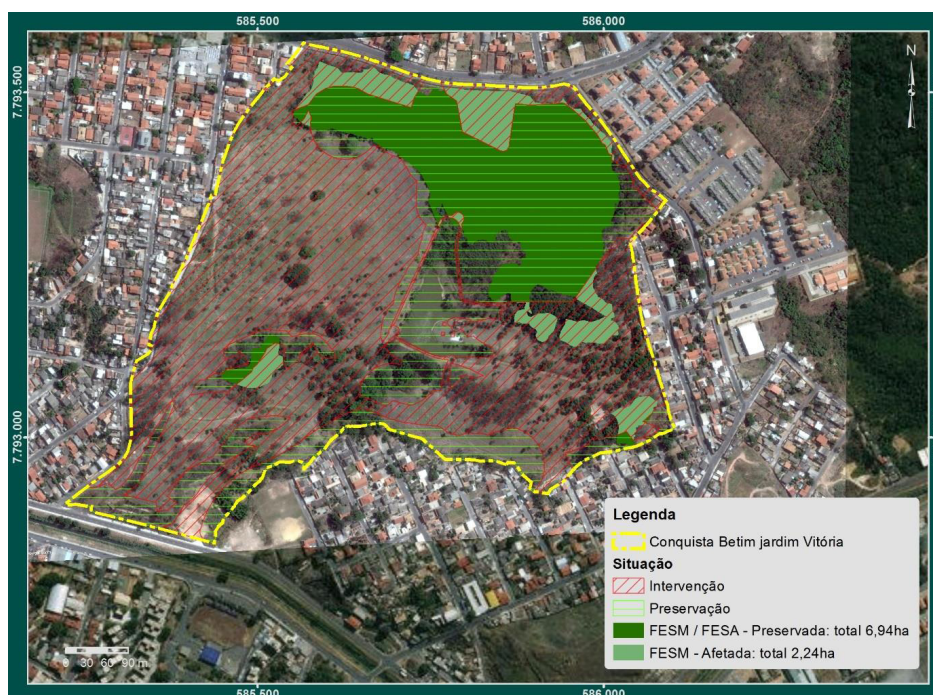 585.500 586.000
7.793.500
N
7.793.000
Legenda
Conquista Betim jardim Vitória
Situação
Intervenção
Preservação
FESM / FESA - Preservada: total 6,94ha
FESM - Afetada: total 2,24ha
0 30 60 90 m
585.500 586.000